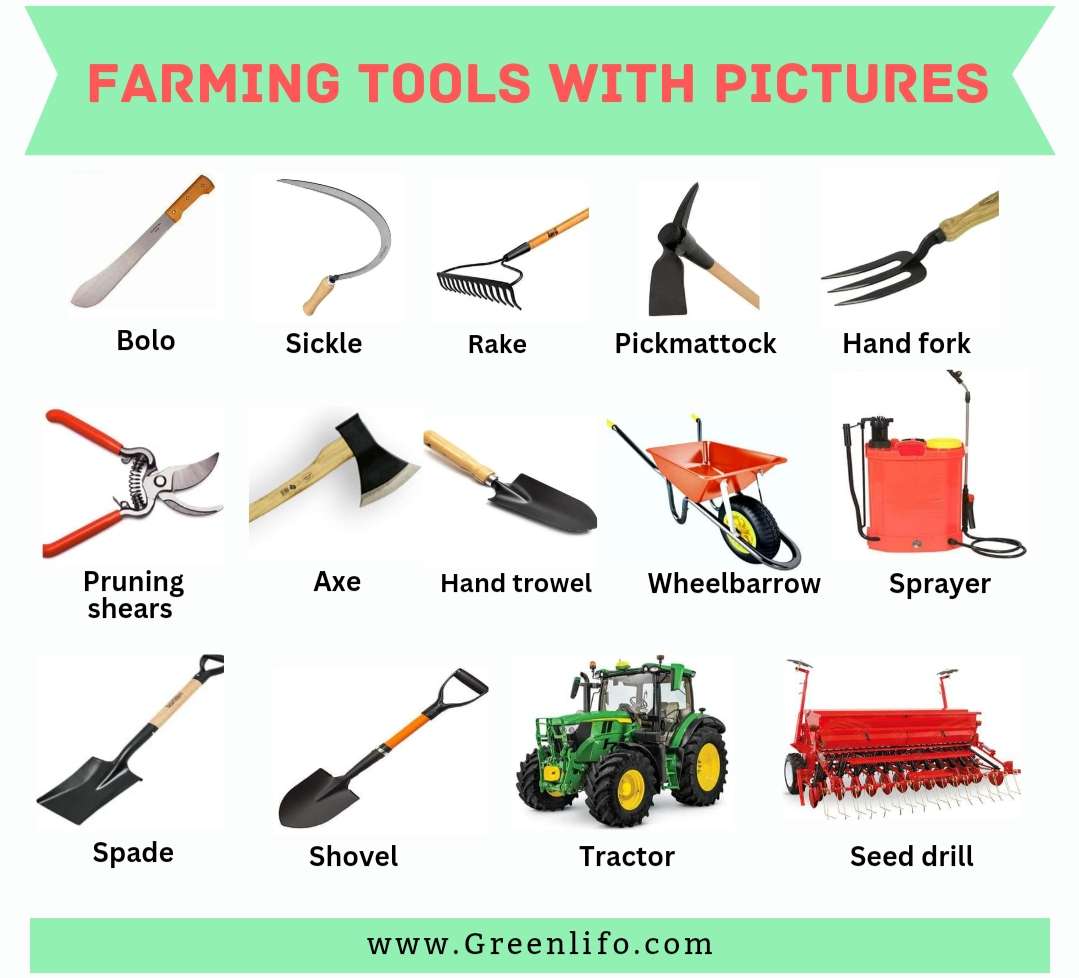 FARMING TOOLS WITH PICTURES
Bolo
Sickle
Rake
Pickmattock
Hand fork
Pruning
shears
Axe
Hand trowel
Wheelbarrow
Sprayer
Spade
Shovel
Tractor
Seed drill
www.Greenlifo.com